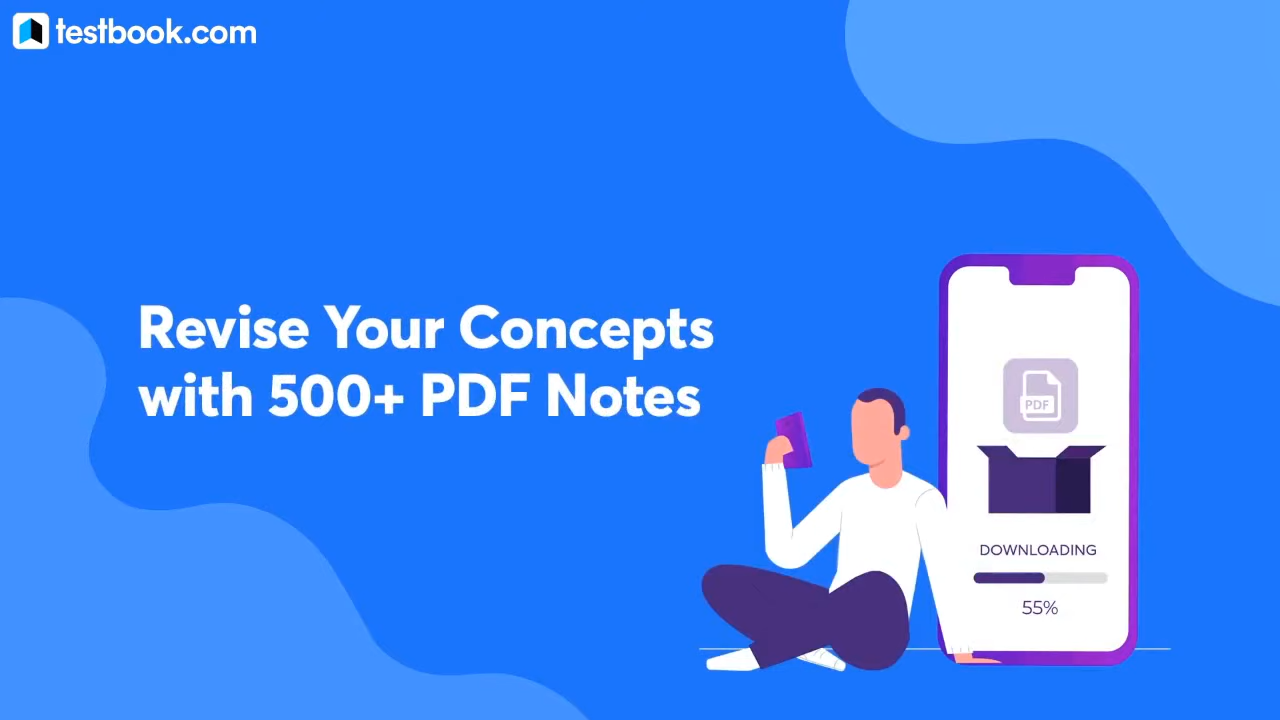 testbook.com
Revise Your Concepts
with 500+ PDF Notes
PDF
DOWNLOADING
55%